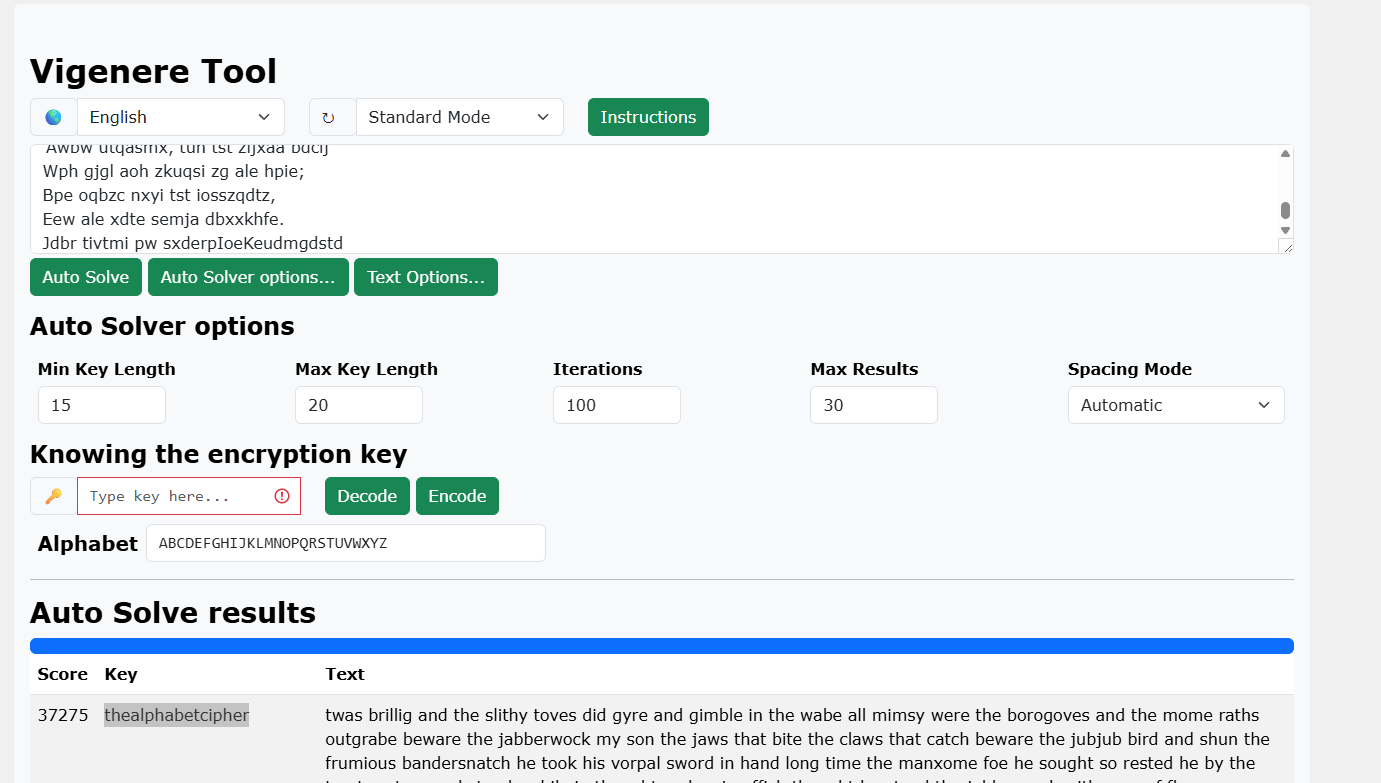 Vigenere Tool
English
Standard Mode
Instructions
'Awbw utqasmx, tuh tst zljxaa bdcij
Wph gjgl aoh zkuqsi zg ale hpie;
Bpe oqbzc nxyi tst iosszqdtz,
Eew ale xdte semja dbxxkhfe.
Jdbr tivtmi pw sxderpIoeKeudmgdstd
Auto Solve
Auto Solver options...
Text Options...
Auto Solver options
Min Key Length Max Key Length Iterations Max Results Spacing Mode
15 20 100 30 Automatic
Knowing the encryption key
Type key here...
Decode
Encode
Alphabet ABCDEFGHIJKLMNOPQRSTUVWXYZ
Auto Solve results
Score Key Text
37275 thealphabetcipher twas brillig and the slithy toves did gyre and gimble in the wabe all mimsy were the borogoves and the mome raths
outgrabe beware the jabberwock my son the jaws that bite the claws that catch beware the jubjub bird and shun the
frumious bandersnatch he took his vorpal sword in hand long time the manxome foe he sought so rested he by the